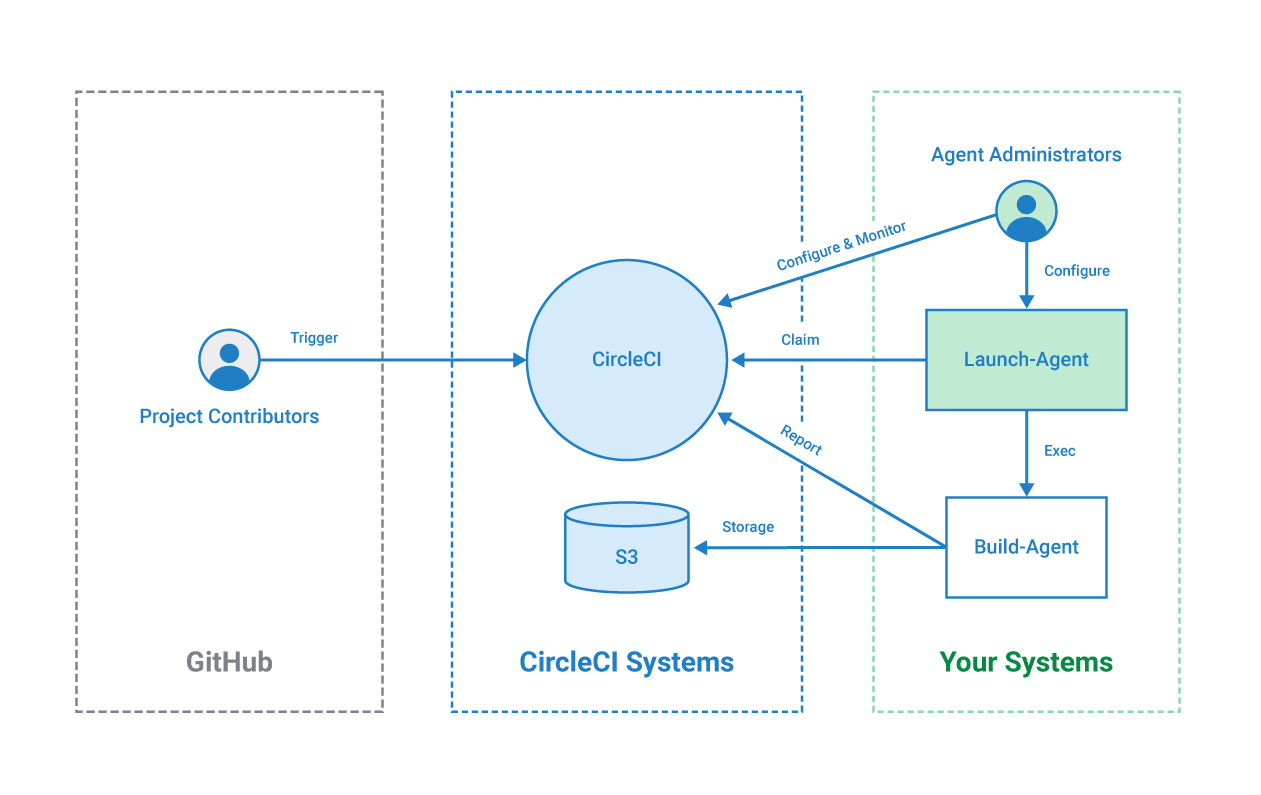 Agent Administrators
Configure & Monitor
Configure
Trigger
Claim
CircleCI
Launch-Agent
Project Contributors
Report
Exec
Storage
S3
Build-Agent
GitHub
CircleCI Systems
Your Systems